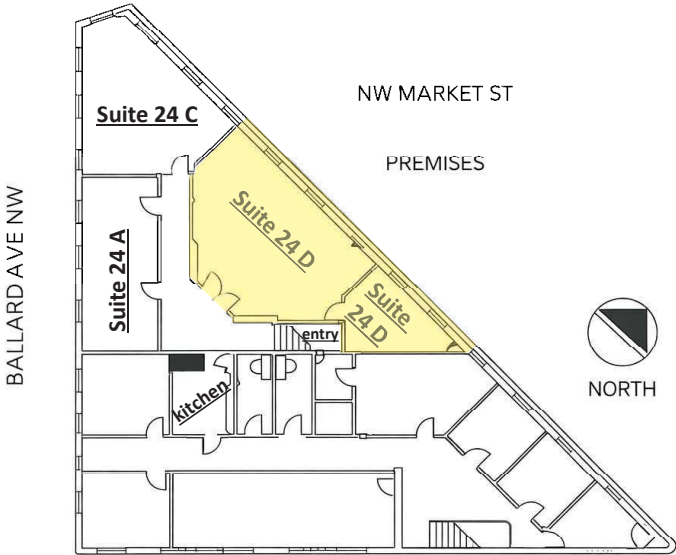 NW MARKET ST
Suite 24 C
PREMISES
BALLARD AVE NW
Suite 24 A
Suite 24 D
Suite
24 D
entry
kitchen
NORTH